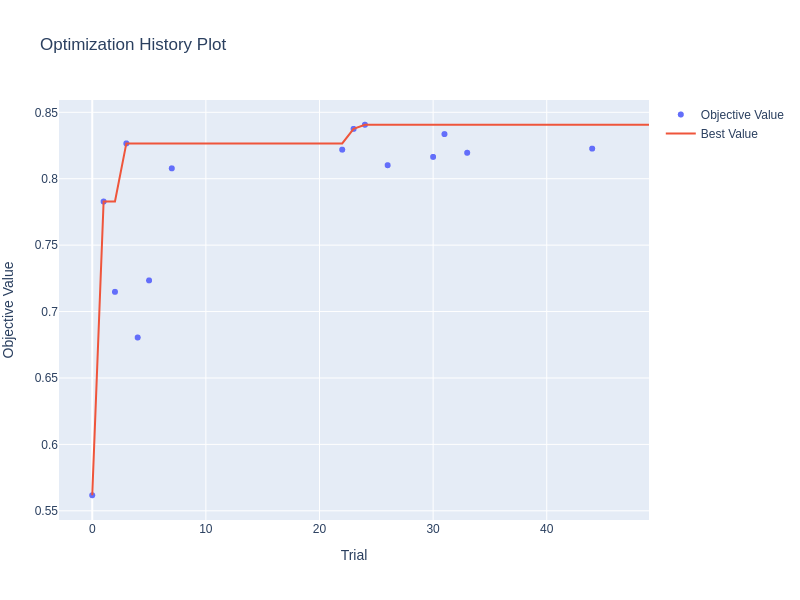 Optimization History Plot
0.85
0.8
0.75
0.7
0.65
0.6
0.55
Objective Value
0
10
20
30
40
Trial
Objective Value
Best Value